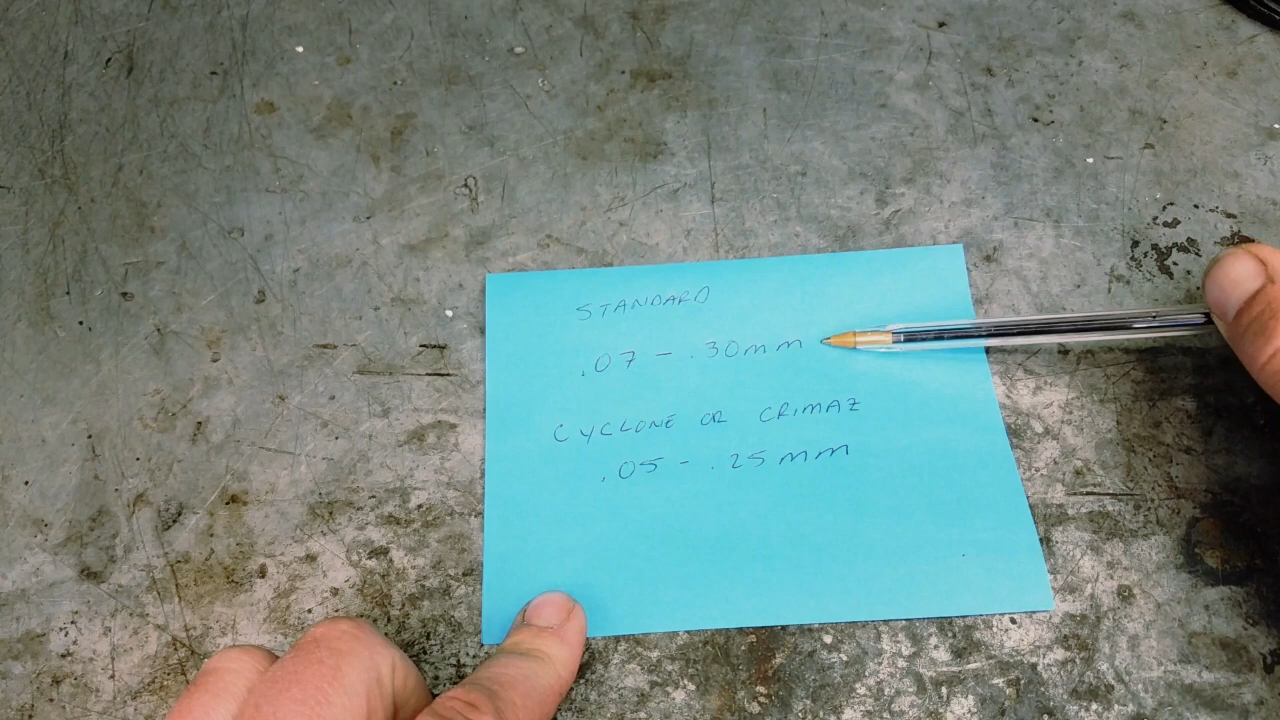 STANDARD
.07 - .30mm
CYCLONE OR CRIMAZ
.05 - .25mm